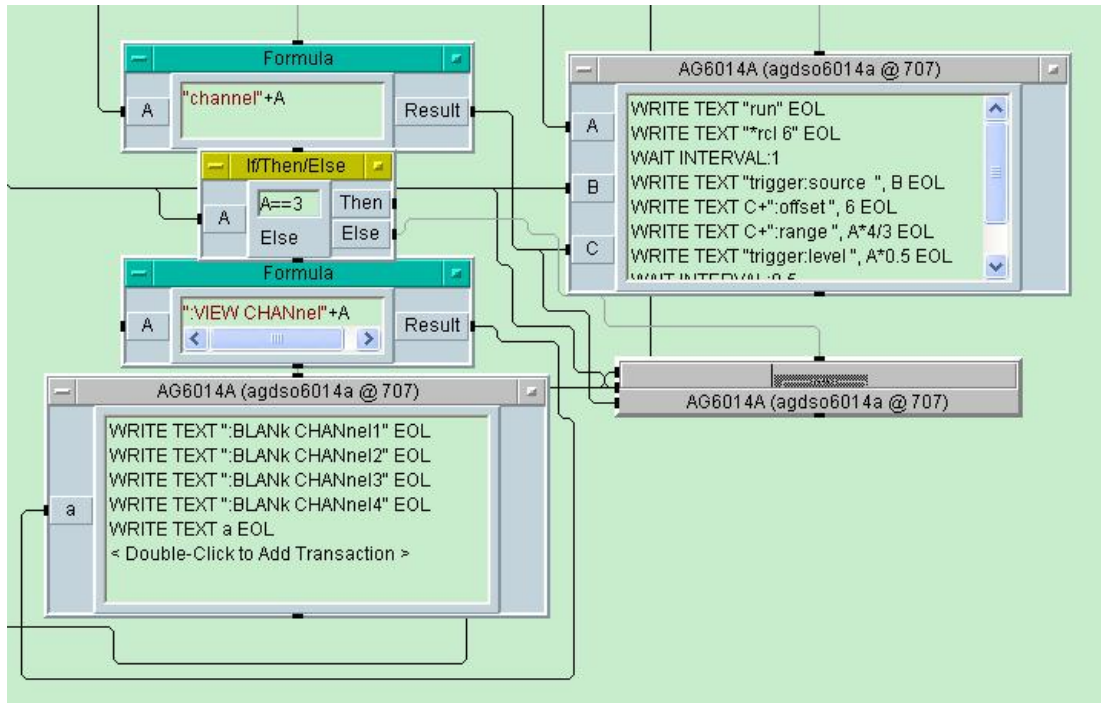 Formula
A
"channel"+A
Result
If/Then/Else
A
A==3
Then
Else
Else
Formula
A
":VIEW CHANnel"+A
Result
AG6014A (agdso6014a @ 707)
a
WRITE TEXT ":BLANk CHANnel1" EOL
WRITE TEXT ":BLANk CHANnel2" EOL
WRITE TEXT ":BLANk CHANnel3" EOL
WRITE TEXT ":BLANk CHANnel4" EOL
WRITE TEXT a EOL
< Double-Click to Add Transaction >
AG6014A (agdso6014a @ 707)
A
B
C
WRITE TEXT "run" EOL
WRITE TEXT "*rcl 6" EOL
WAIT INTERVAL:1
WRITE TEXT "trigger:source ", B EOL
WRITE TEXT C+":offset ", 6 EOL
WRITE TEXT C+":range ", A*4/3 EOL
WRITE TEXT "trigger:level ", A*0.5 EOL
WAIT INTERVAL:0.5
AG6014A (agdso6014a @ 707)